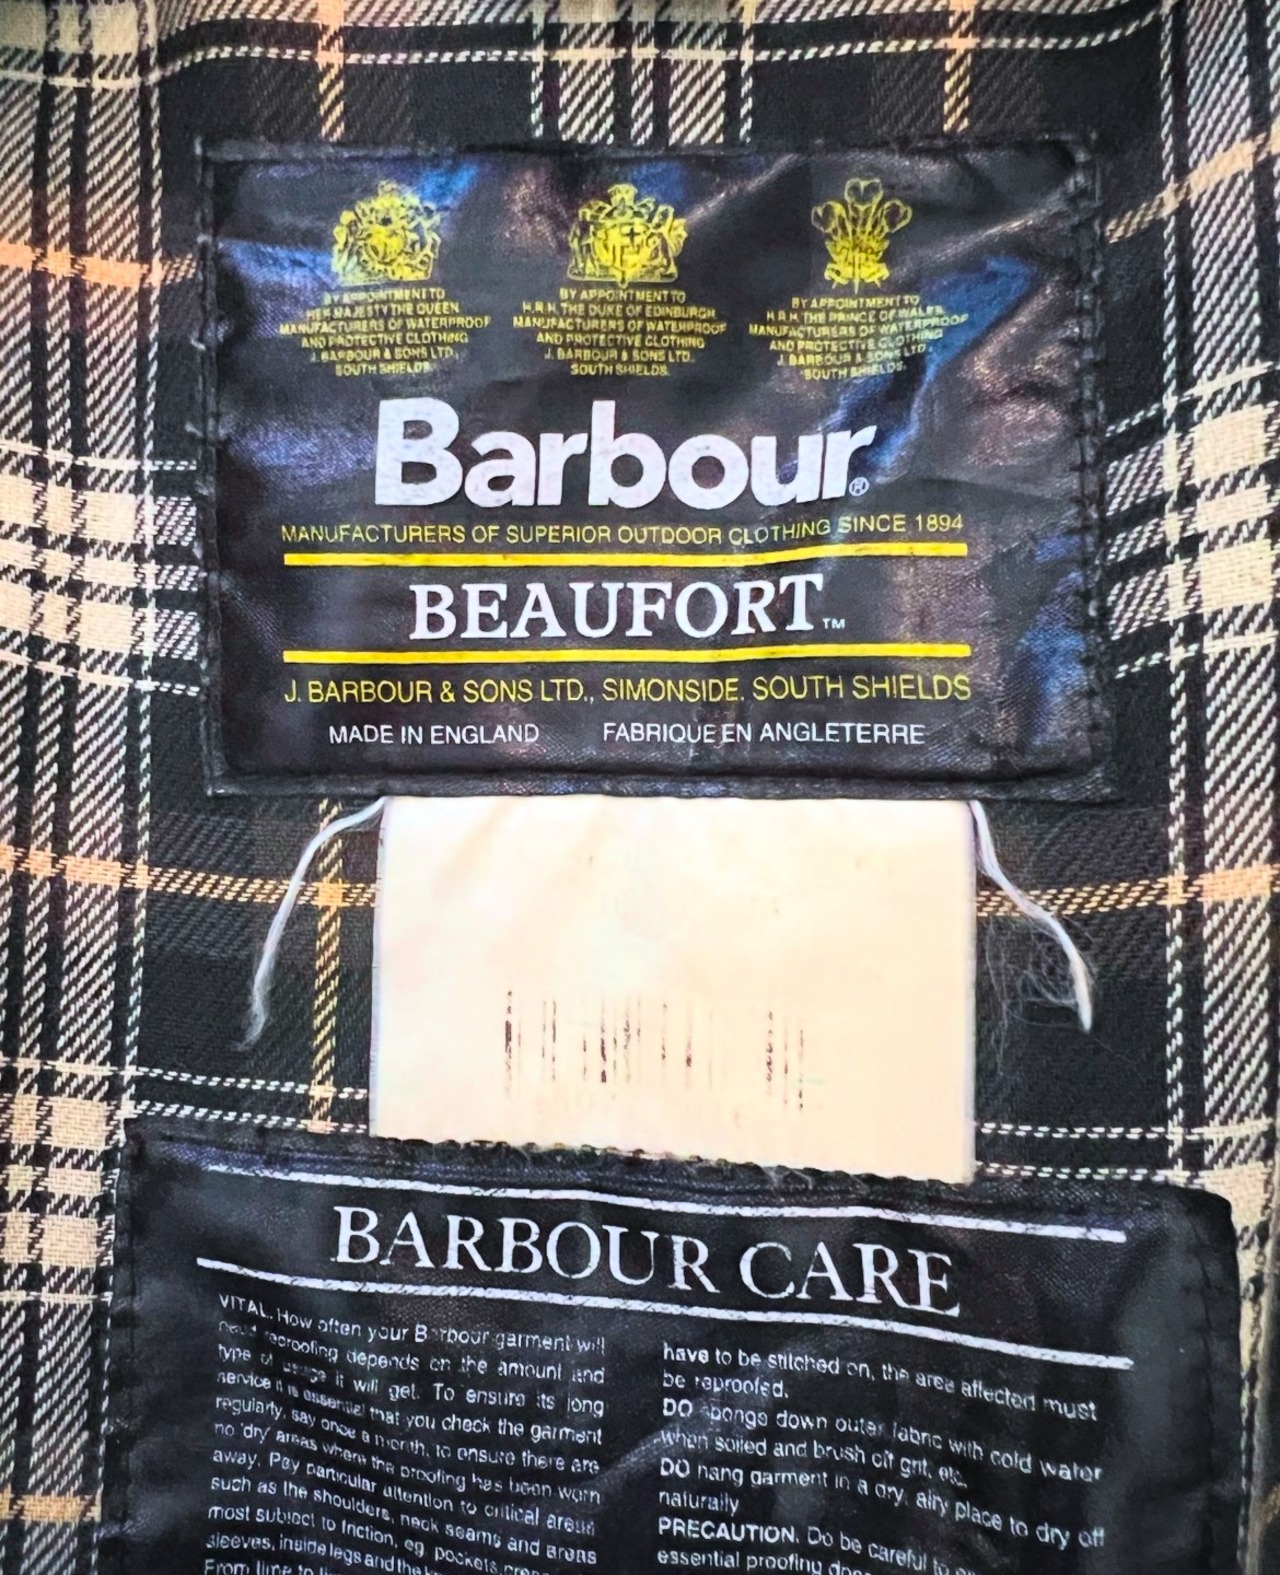 BY APPOINTMENT TO
HER MAJESTY THE QUEEN
MANUFACTURERS OF WATERPROOF
AND PROTECTIVE CLOTHING
J. BARBOUR & SONS LTD.,
SOUTH SHIELDS.
BY APPOINTMENT TO
H.R.H. THE DUKE OF EDINBURGH
MANUFACTURERS OF WATERPROOF
AND PROTECTIVE CLOTHING
J. BARBOUR & SONS LTD.
SOUTH SHIELDS.
BY APPOINTMENT TO
H.R.H. THE PRINCE OF WALES
MANUFACTURERS OF WATERPROOF
AND PROTECTIVE CLOTHING
J. BARBOUR & SONS LTD.
SOUTH SHIELDS.
Barbour®
MANUFACTURERS OF SUPERIOR OUTDOOR CLOTHING SINCE 1894
BEAUFORT™
J. BARBOUR & SONS LTD., SIMONSIDE. SOUTH SHIELDS
MADE IN ENGLAND FABRIQUE EN ANGLETERRE
BARBOUR CARE
VITAL. How often your Barbour garment will
need reproofing depends on the amount and
type of usage it will get. To ensure its long
service it is essential that you check the garment
regularly, say once a month, to ensure there are
no 'dry' areas where the proofing has been worn
away. Pay particular attention to critical areas
such as the shoulders, neck seams and areas
most subject to friction, eg. pockets,
sleeves, inside legs and the
From time to
have to be stitched on, the area affected must
be reproofed.
DO sponge down outer fabric with cold water
when soiled and brush off grit, etc.
DO hang garment in a dry, airy place to dry off
naturally
PRECAUTION. Do be careful to
essential proofing